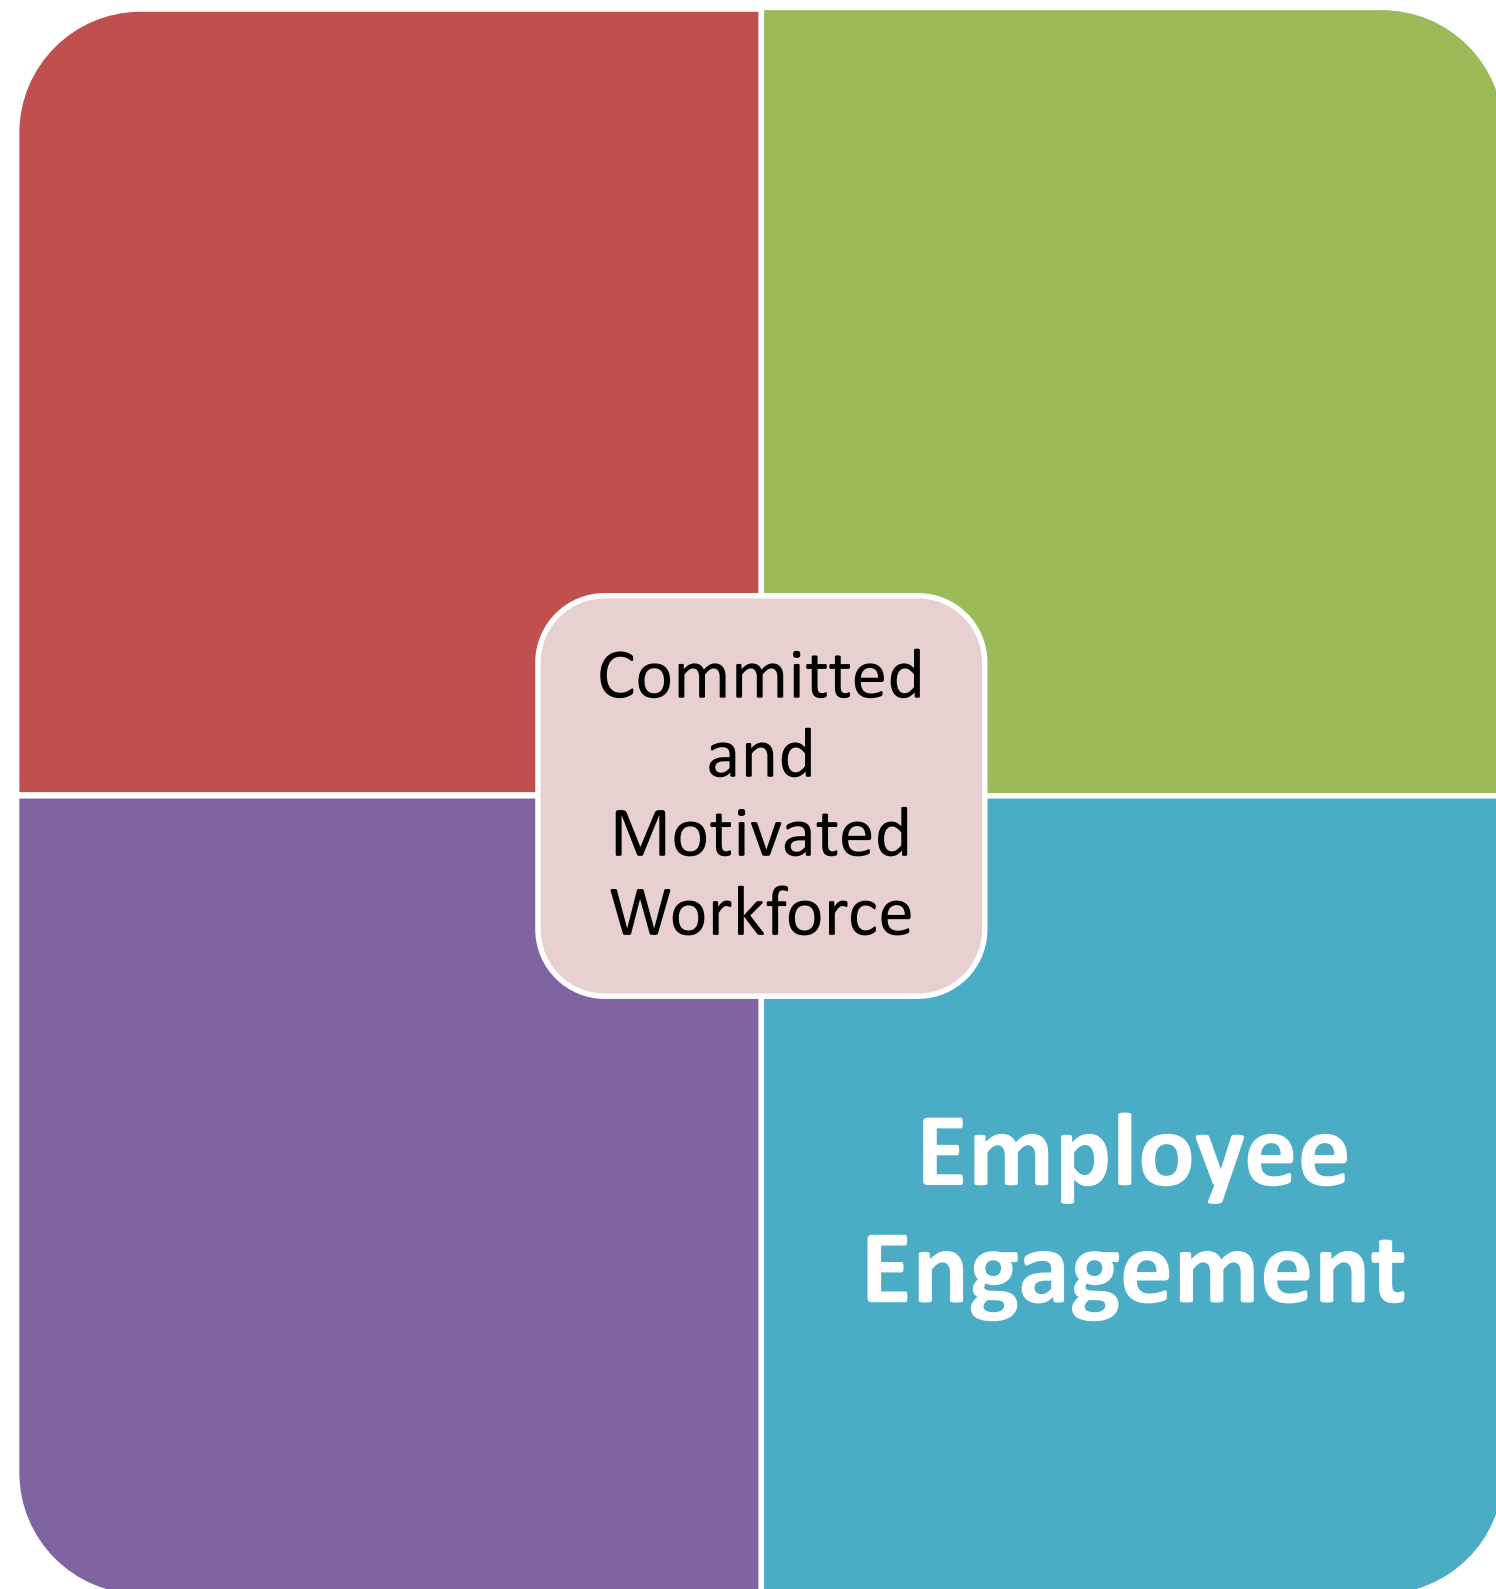 Committed
and
Motivated
Workforce
Employee
Engagement